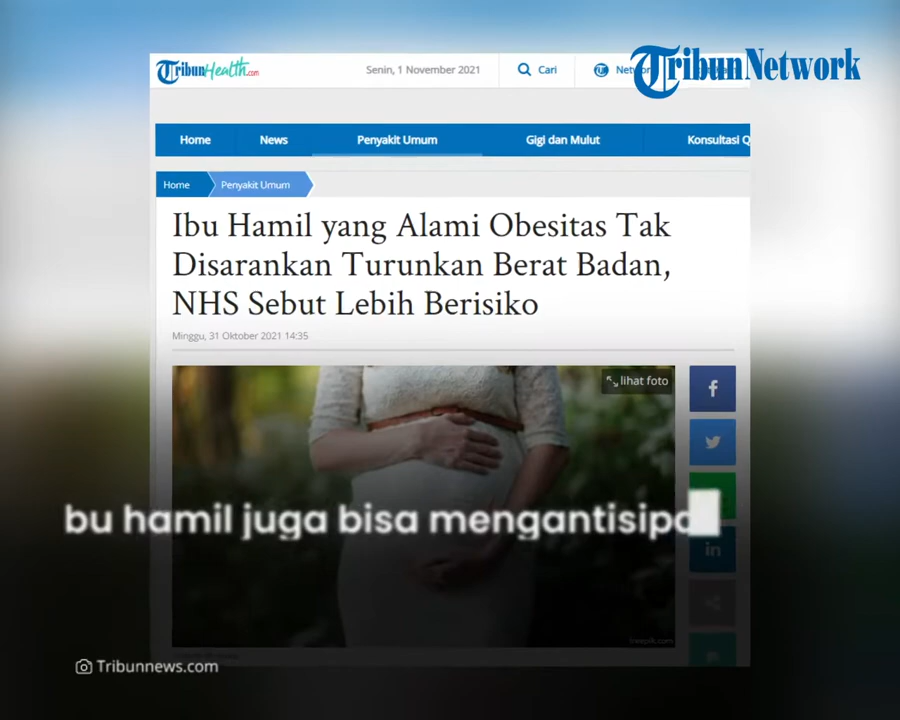 TribunHealth.com
Senin, 1 November 2021
Cari
TribunNetwork
Home
News
Penyakit Umum
Gigi dan Mulut
Konsultasi
Home
Penyakit Umum
Ibu Hamil yang Alami Obesitas Tak
Disarankan Turunkan Berat Badan,
NHS Sebut Lebih Berisiko
Minggu, 31 Oktober 2021 14:35
lihat foto
bu hamil juga bisa mengantisipa
freepik.com
Tribunnews.com